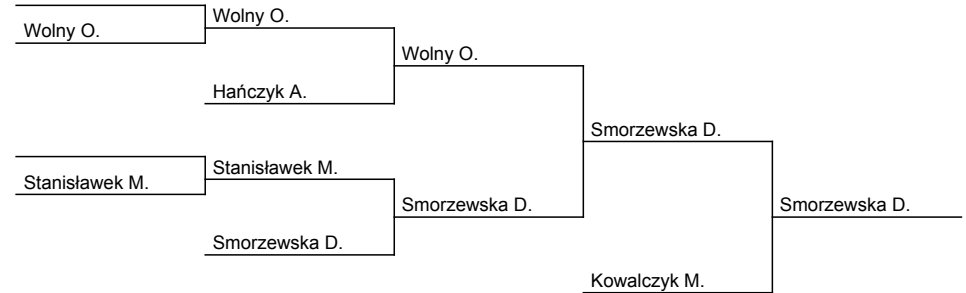 Wolny O.
Wolny O.
Wolny O.
Hańczyk A.
Smorzewska D.
Stanisławek M.
Stanisławek M.
Smorzewska D.
Smorzewska D.
Smorzewska D.
Kowalczyk M.